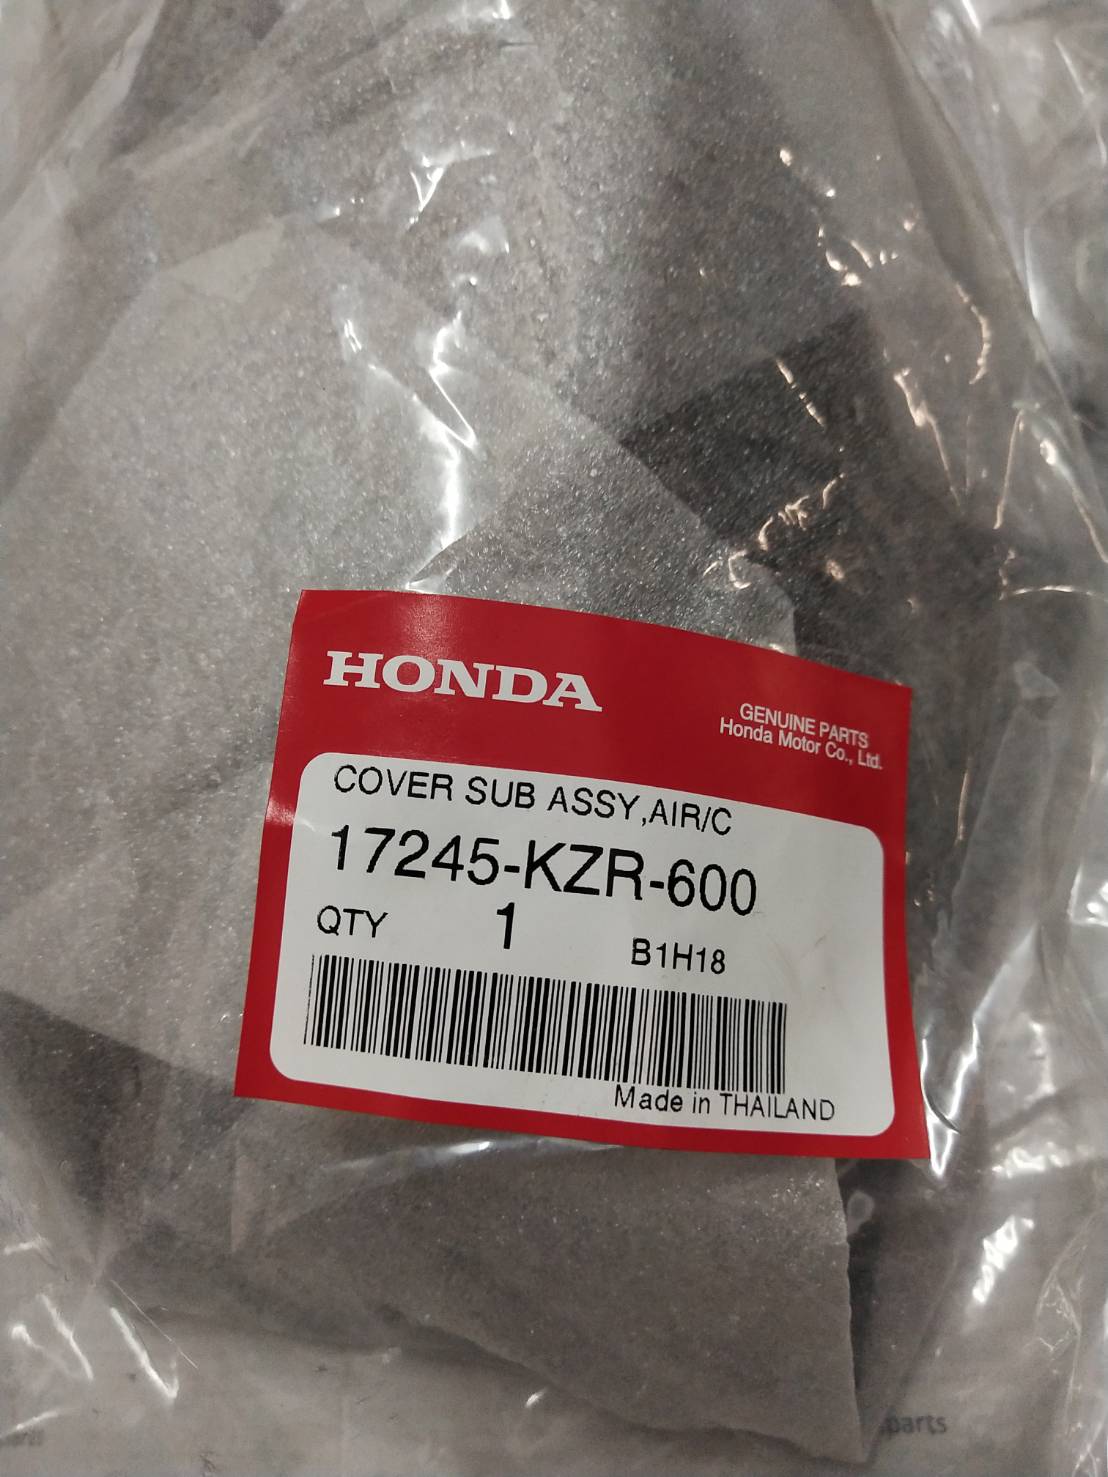 HONDA
GENUINE PARTS
Honda Motor Co., Ltd.
COVER SUB ASSY,AIR/C
17245-KZR-600
QTY 1 B1H18
Made in THAILAND
parts